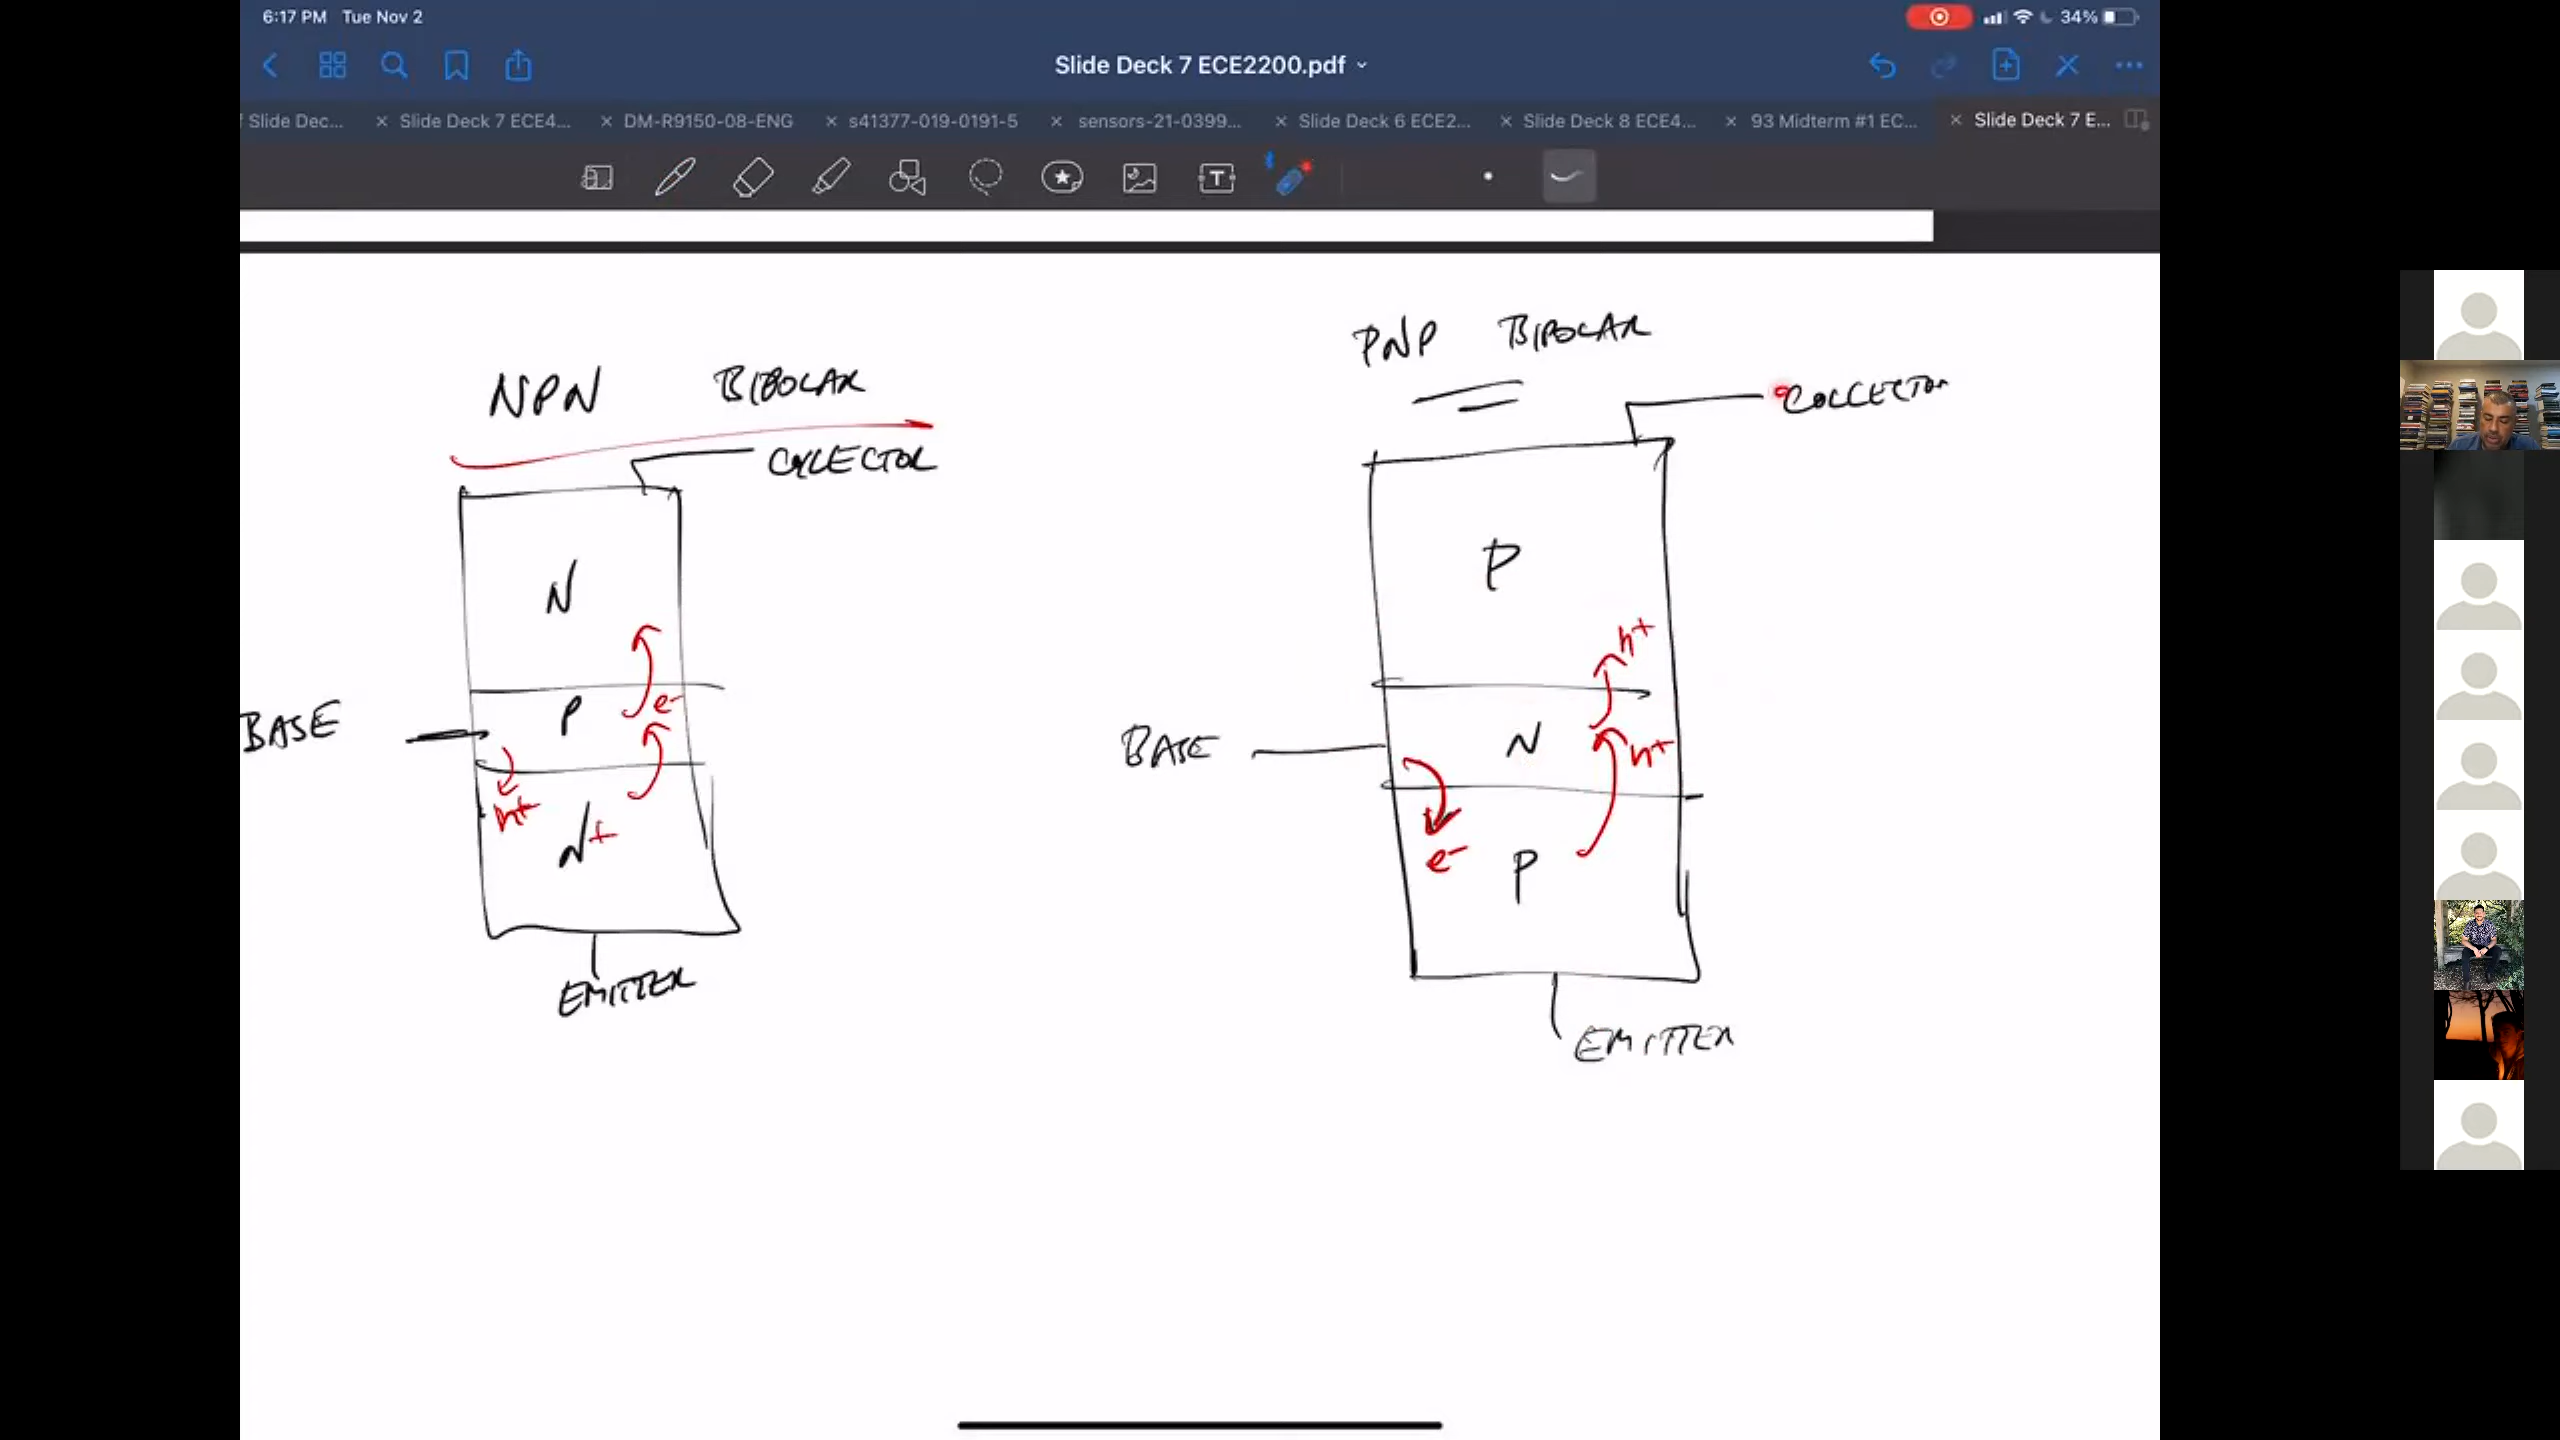 6:17 PM Tue Nov 2
34%
Slide Deck 7 ECE2200.pdf
f Slide Dec...
Slide Deck 7 ECE4...
DM-R9150-08-ENG
s41377-019-0191-5
sensors-21-0399...
Slide Deck 6 ECE2...
Slide Deck 8 ECE4...
93 Midterm #1 EC...
Slide Deck 7 E...
T
NPN BIPOLAR
COLLECTOR
N
BASE
P
e-
h+
N+
EMITTER
PNP BIPOLAR
COLLECTOR
P
h+
BASE
N
h+
e-
P
EMITTER